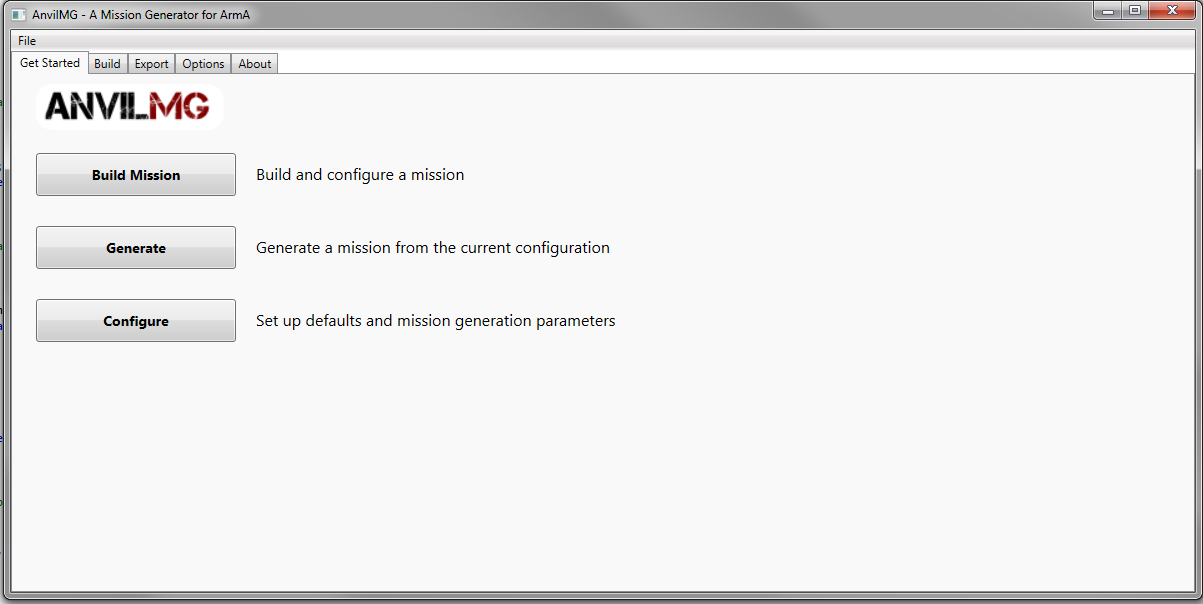 AnvilMG - A Mission Generator for ArmA
File
Get Started Build Export Options About
ANVILMG
Build Mission Build and configure a mission
Generate Generate a mission from the current configuration
Configure Set up defaults and mission generation parameters